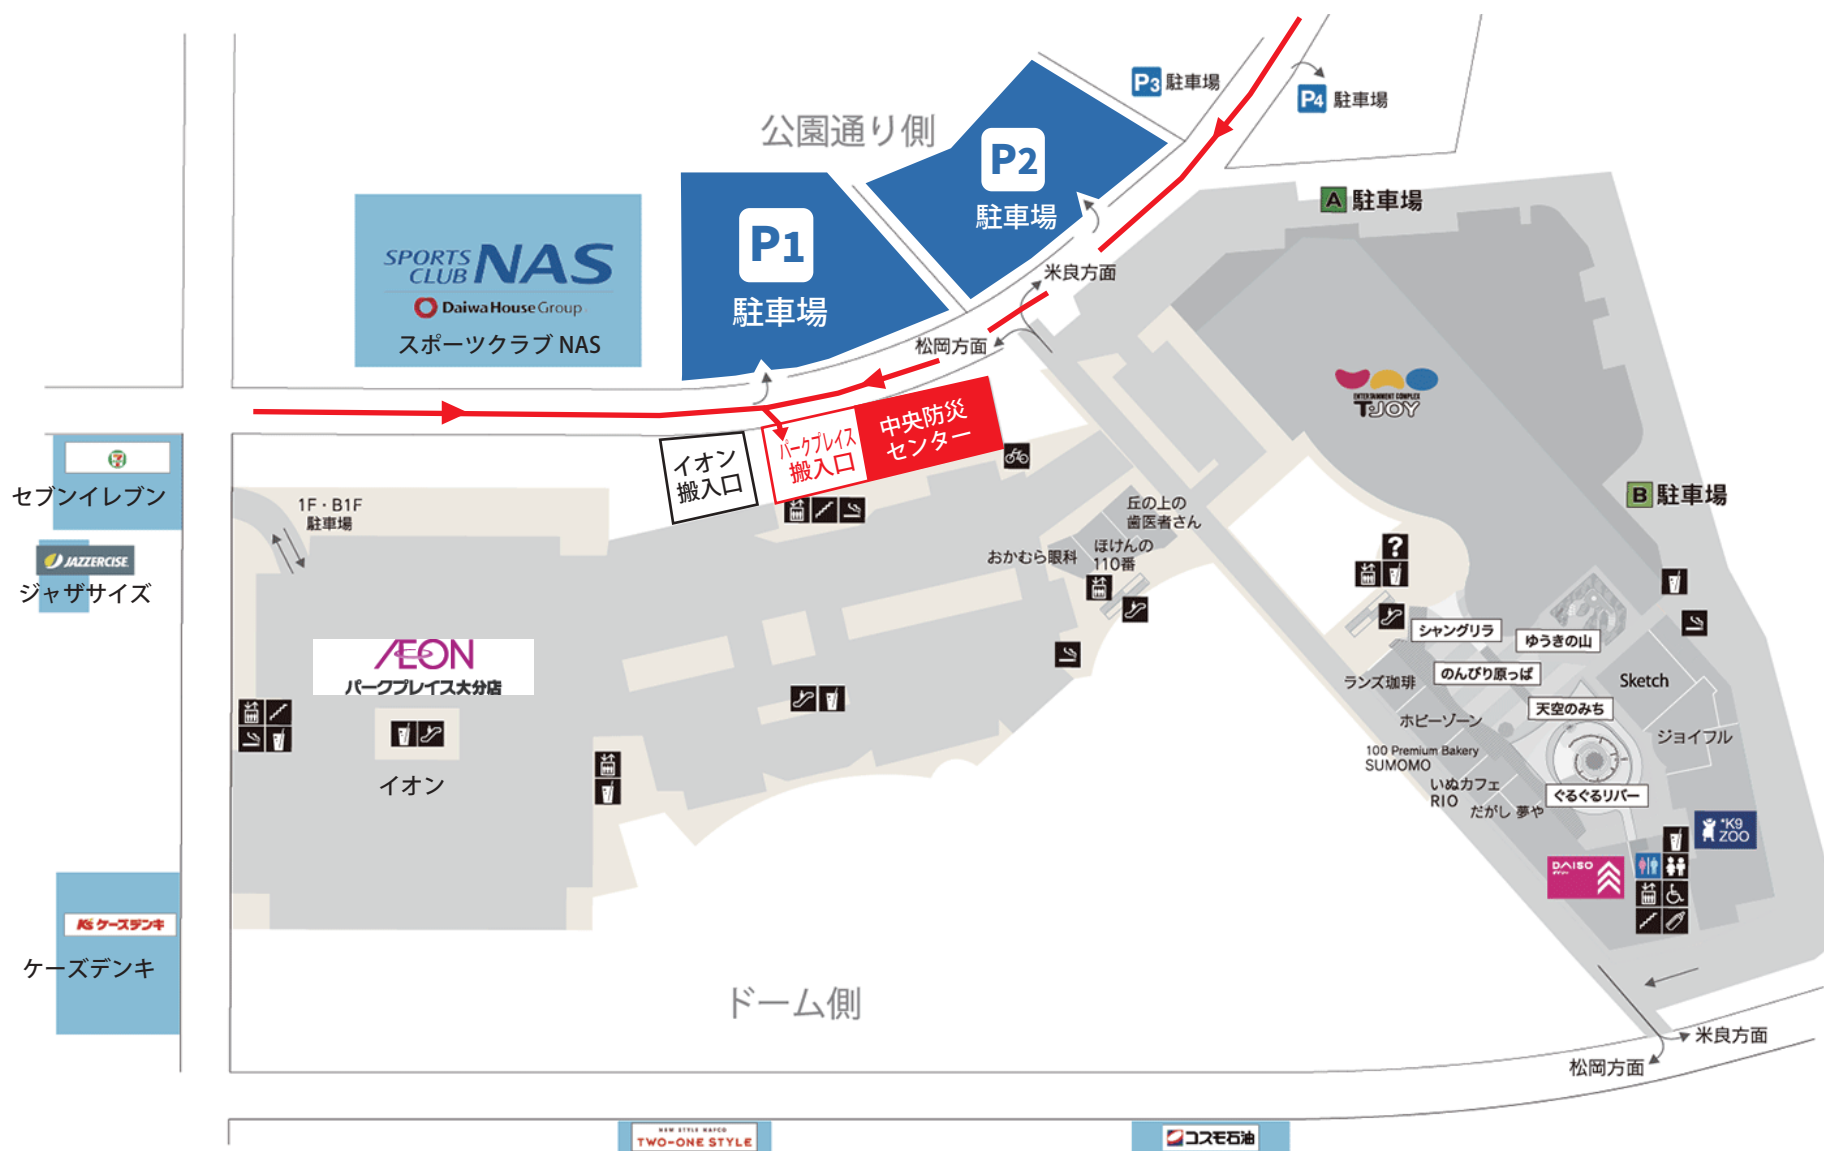 P3 駐車場
P4 駐車場
公園通り側
P2
駐車場
A 駐車場
P1
駐車場
SPORTS
CLUB NAS
DaiwaHouse Group
スポーツクラブ NAS
米良方面
松岡方面
ENTERTAINMENT COMPLEX
T・JOY
イオン
搬入口
パークプレイス
搬入口
中央防災
センター
7
セブンイレブン
1F・B1F
駐車場
B 駐車場
丘の上の
歯医者さん
おかむら眼科
ほけんの
110番
?
JAZZERCISE.
ジャザサイズ
シャングリラ
ゆうきの山
のんびり原っぱ
ÆON
パークプレイス大分店
イオン
ランズ珈琲
Sketch
天空のみち
ホビーゾーン
ジョイフル
100 Premium Bakery
SUMOMO
いぬカフェ
RIO
ぐるぐるリバー
だがし 夢や
K9
ZOO
DAISO
K's ケーズデンキ
ケーズデンキ
ドーム側
米良方面
松岡方面
NEW STYLE NAFCO
TWO-ONE STYLE
コスモ石油